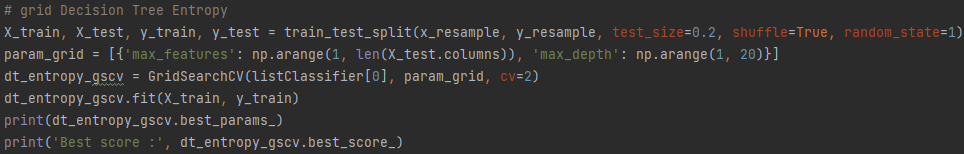 # grid Decision Tree Entropy
X_train, X_test, y_train, y_test = train_test_split(x_resample, y_resample, test_size=0.2, shuffle=True, random_state=1)
param_grid = [{'max_features': np.arange(1, len(X_test.columns)), 'max_depth': np.arange(1, 20)}]
dt_entropy_gscv = GridSearchCV(listClassifier[0], param_grid, cv=2)
dt_entropy_gscv.fit(X_train, y_train)
print(dt_entropy_gscv.best_params_)
print('Best score :', dt_entropy_gscv.best_score_)